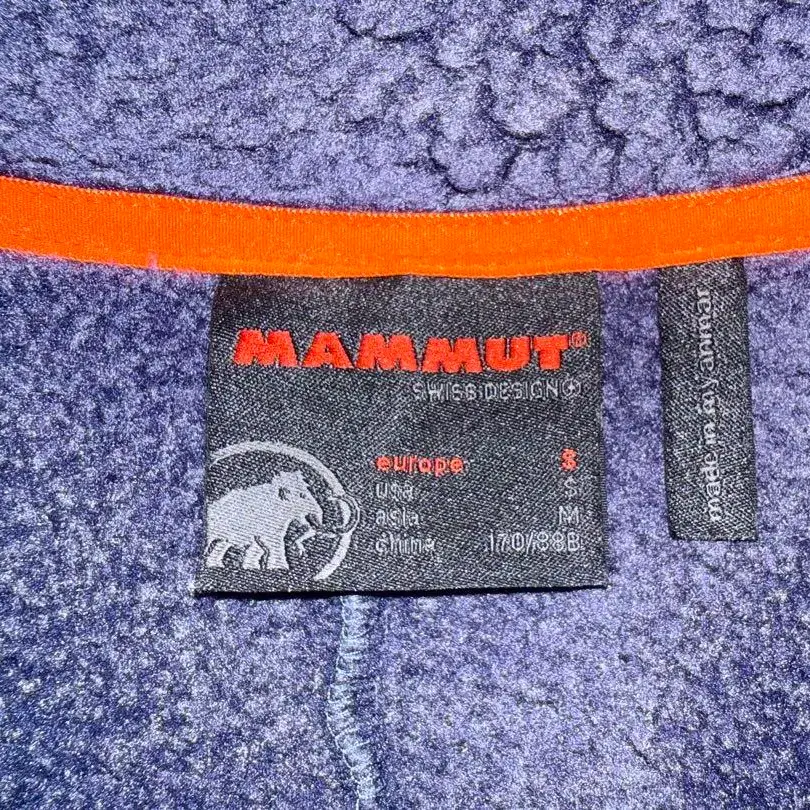 MAMMUT®
SWISS DESIGN
europe S
usa S
asia M
china 170/88B
made in myanmar